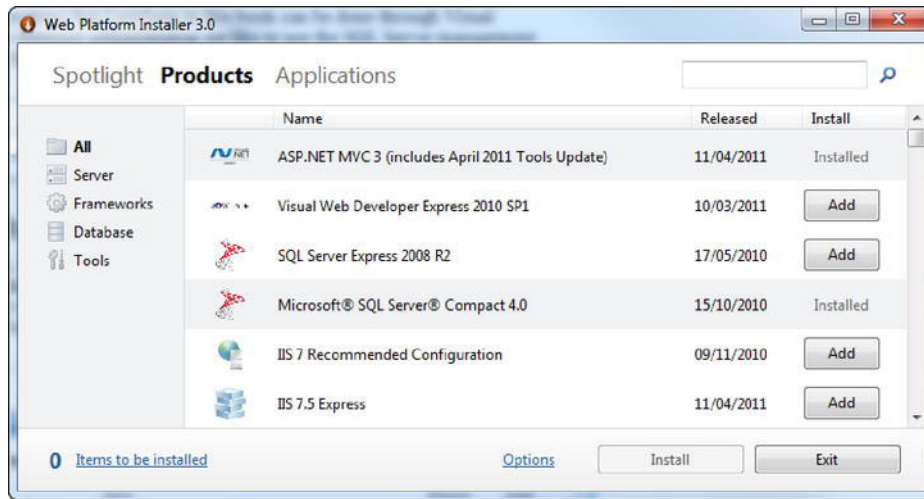 Web Platform Installer 3.0
Spotlight Products Applications
Name Released Install
All
Server
Frameworks
Database
Tools
ASP.NET MVC 3 (includes April 2011 Tools Update) 11/04/2011 Installed
Visual Web Developer Express 2010 SP1 10/03/2011 Add
SQL Server Express 2008 R2 17/05/2010 Add
Microsoft® SQL Server® Compact 4.0 15/10/2010 Installed
IIS 7 Recommended Configuration 09/11/2010 Add
IIS 7.5 Express 11/04/2011 Add
0 Items to be installed Options Install Exit